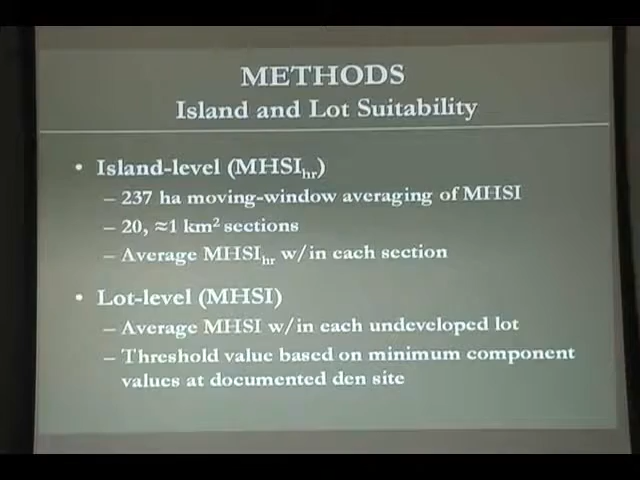 METHODS
Island and Lot Suitability
• Island-level (MHSIhr)
– 237 ha moving-window averaging of MHSI
– 20, ≈1 km² sections
– Average MHSIhr w/in each section
• Lot-level (MHSI)
– Average MHSI w/in each undeveloped lot
– Threshold value based on minimum component
values at documented den site